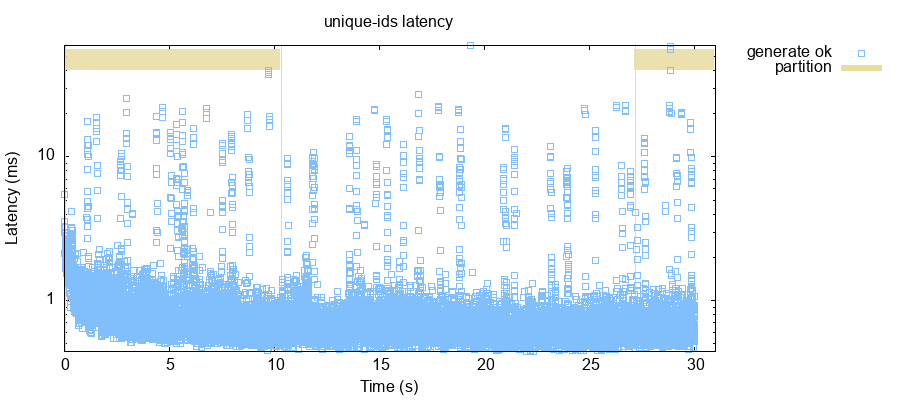 unique-ids latency
generate ok
partition
10
1
Latency (ms)
0
5
10
15
20
25
30
Time (s)